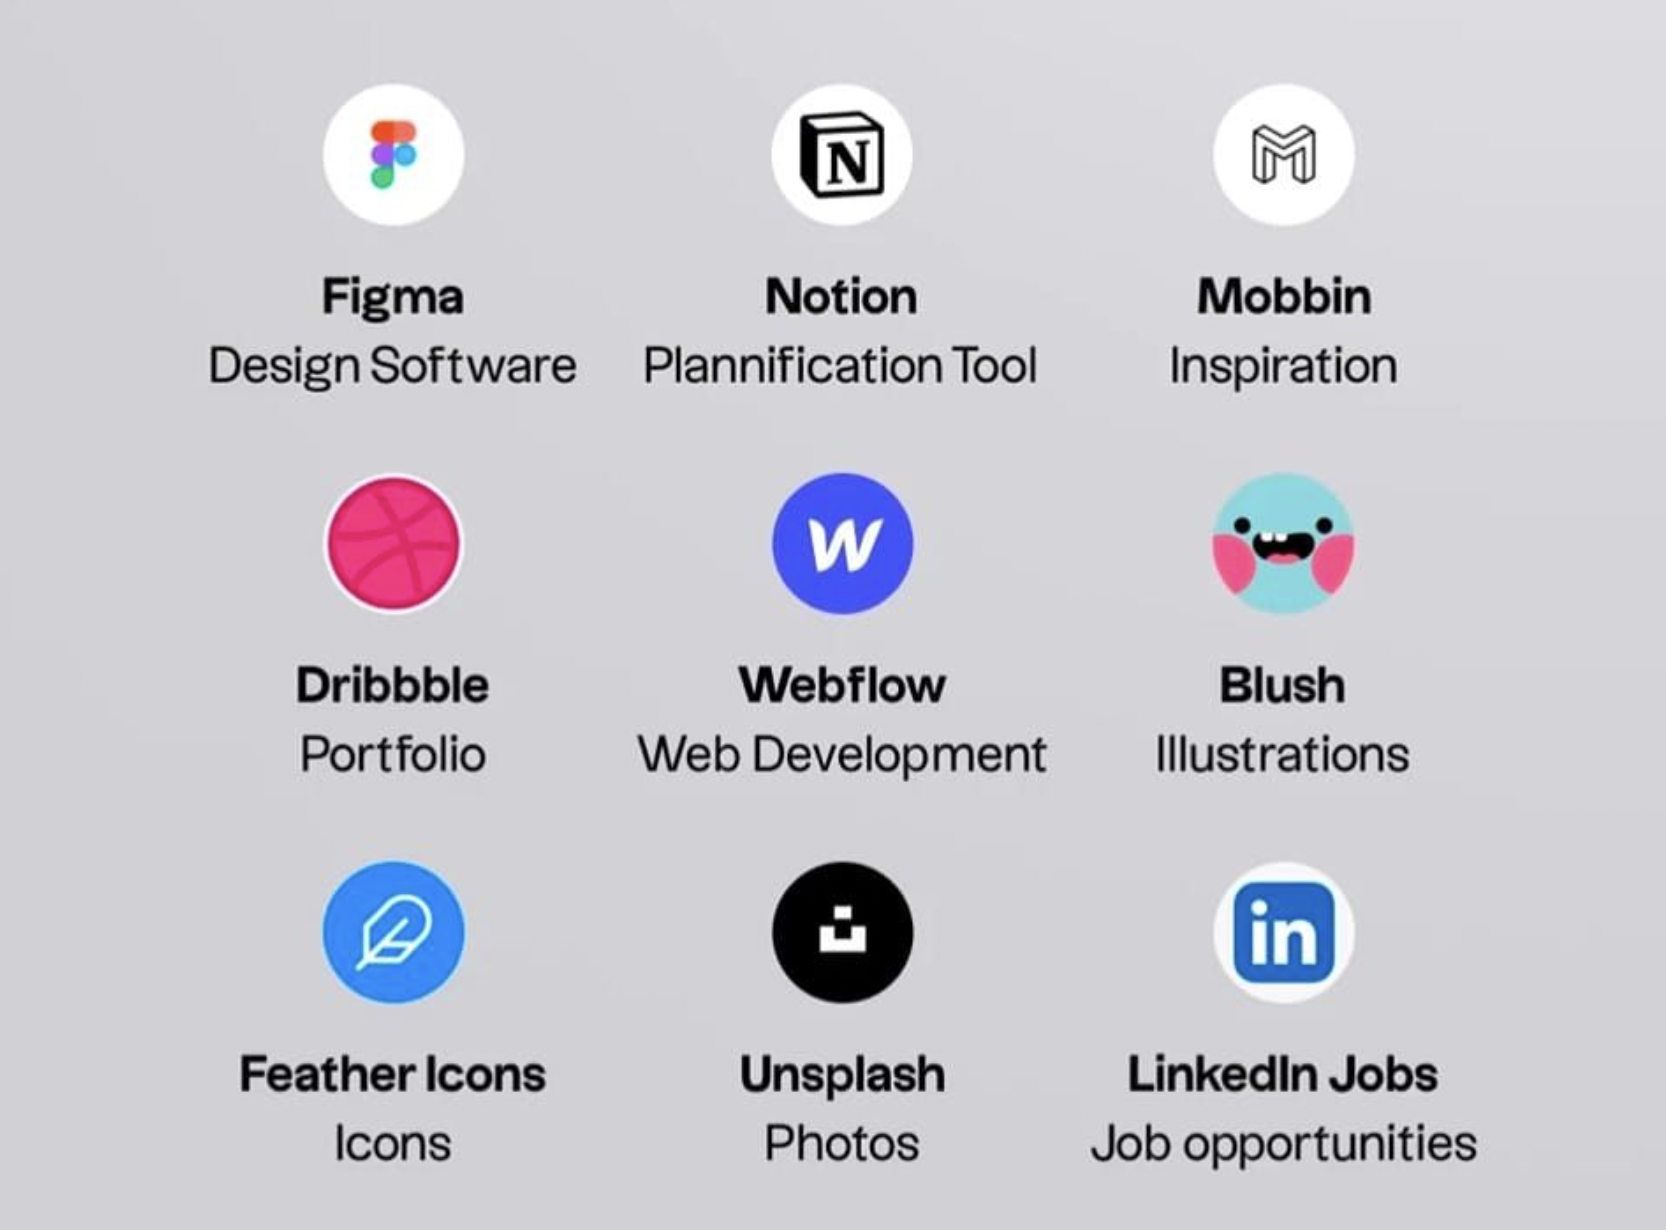 N
M
Figma
Notion
Mobbin
Design Software
Plannification Tool
Inspiration
W
Dribbble
Webflow
Blush
Portfolio
Web Development
Illustrations
in
Feather Icons
Unsplash
LinkedIn Jobs
Icons
Photos
Job opportunities